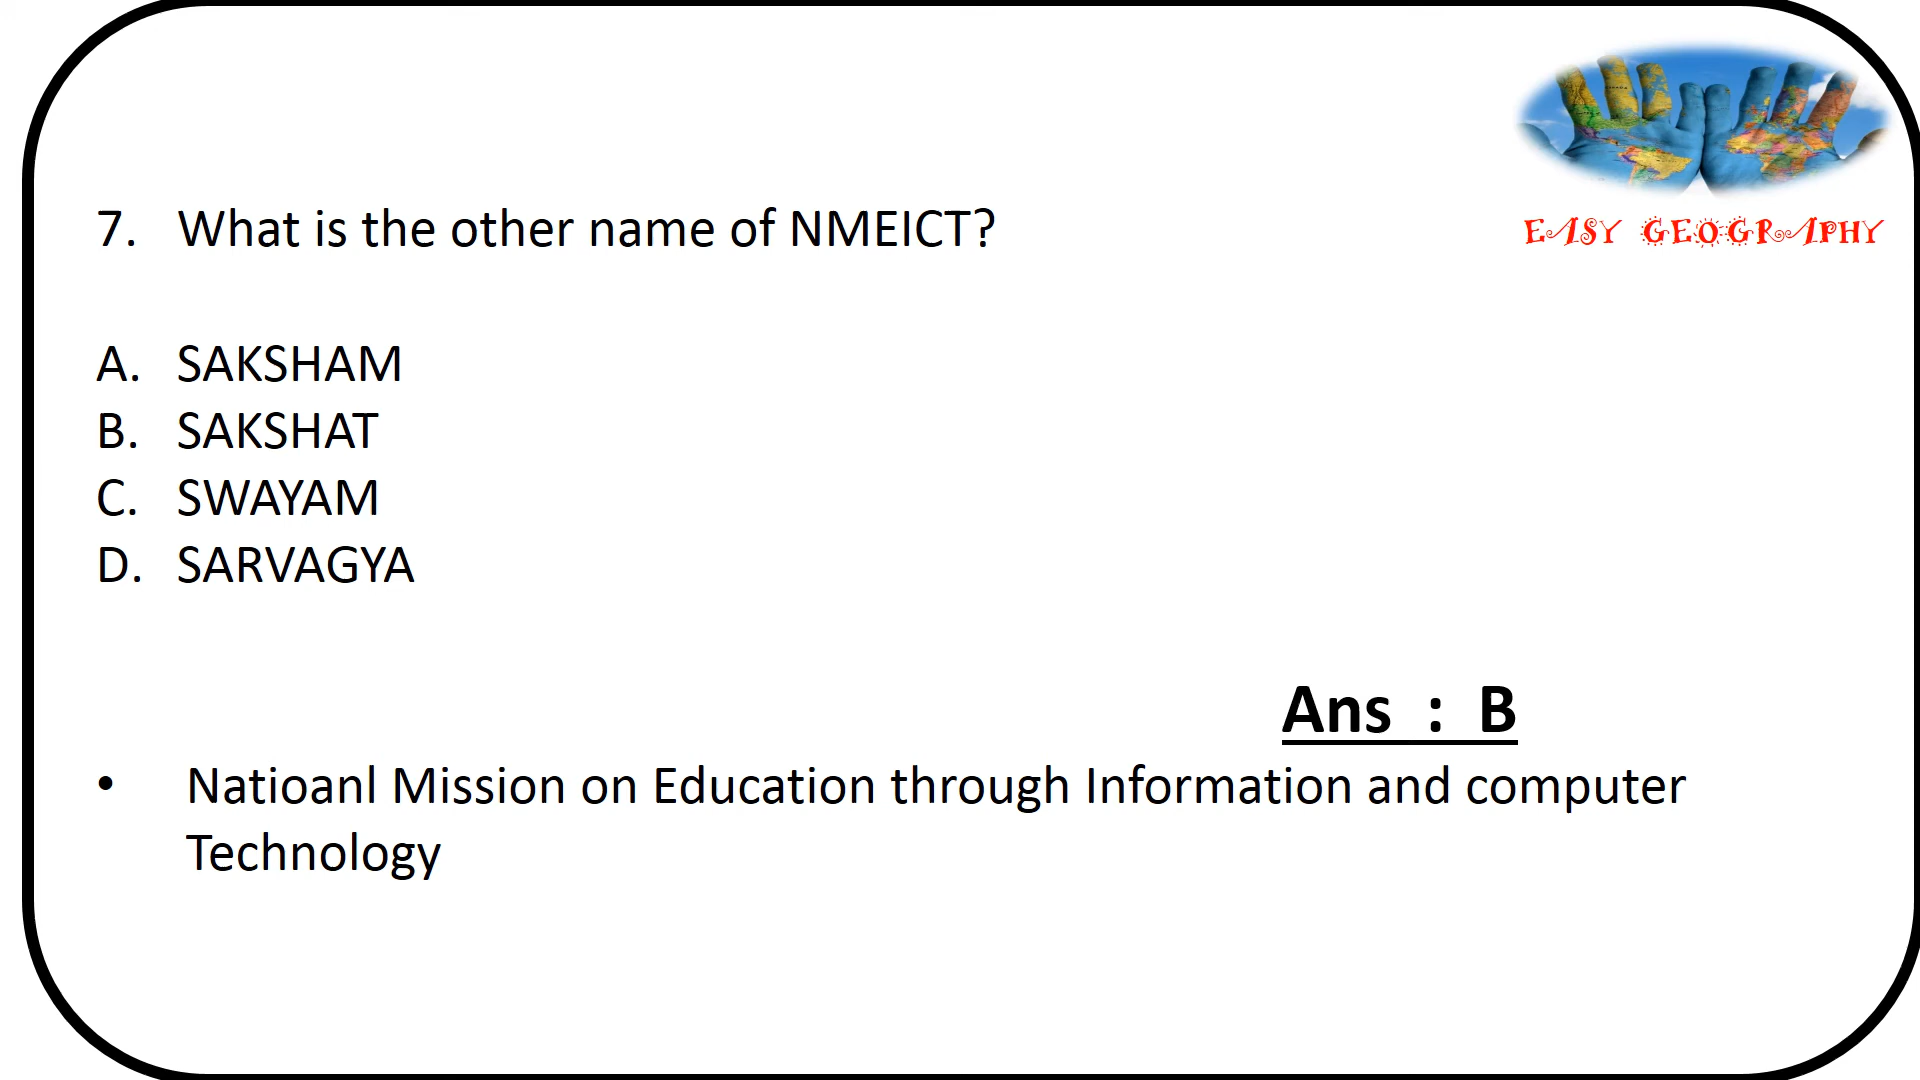 EASY GEOGRAPHY
7. What is the other name of NMEICT?
A. SAKSHAM
B. SAKSHAT
C. SWAYAM
D. SARVAGYA
Ans : B
• Natioanl Mission on Education through Information and computer
Technology